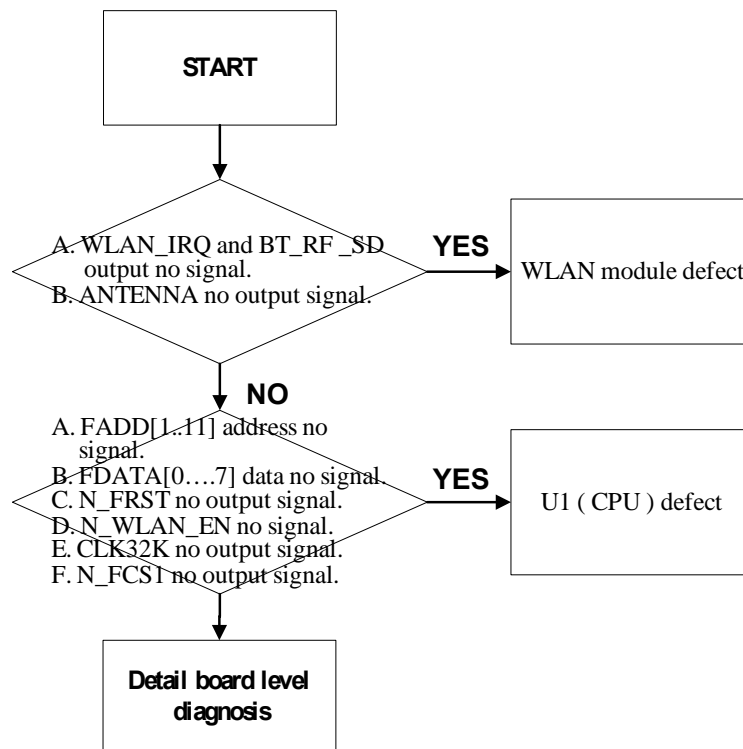 START
A. WLAN_IRQ and BT_RF _SD
output no signal.
B. ANTENNA no output signal.
YES
WLAN module defect
NO
A. FADD[1..11] address no
signal.
B. FDATA[0....7] data no signal.
C. N_FRST no output signal.
D. N_WLAN_EN no signal.
E. CLK32K no output signal.
F. N_FCS1 no output signal.
YES
U1 ( CPU ) defect
Detail board level
diagnosis